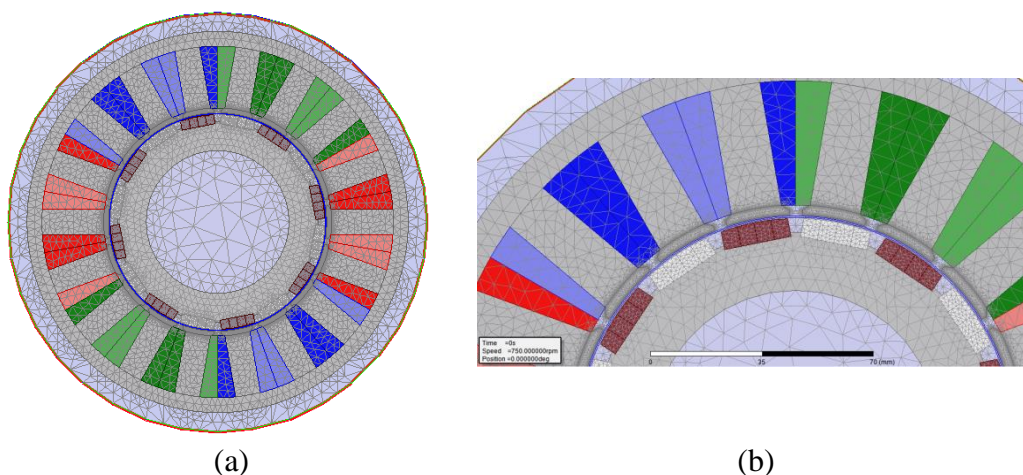 Time =0s
Speed =750.000000rpm
Position =0.000000deg
0 35 70 (mm)
(a) (b)